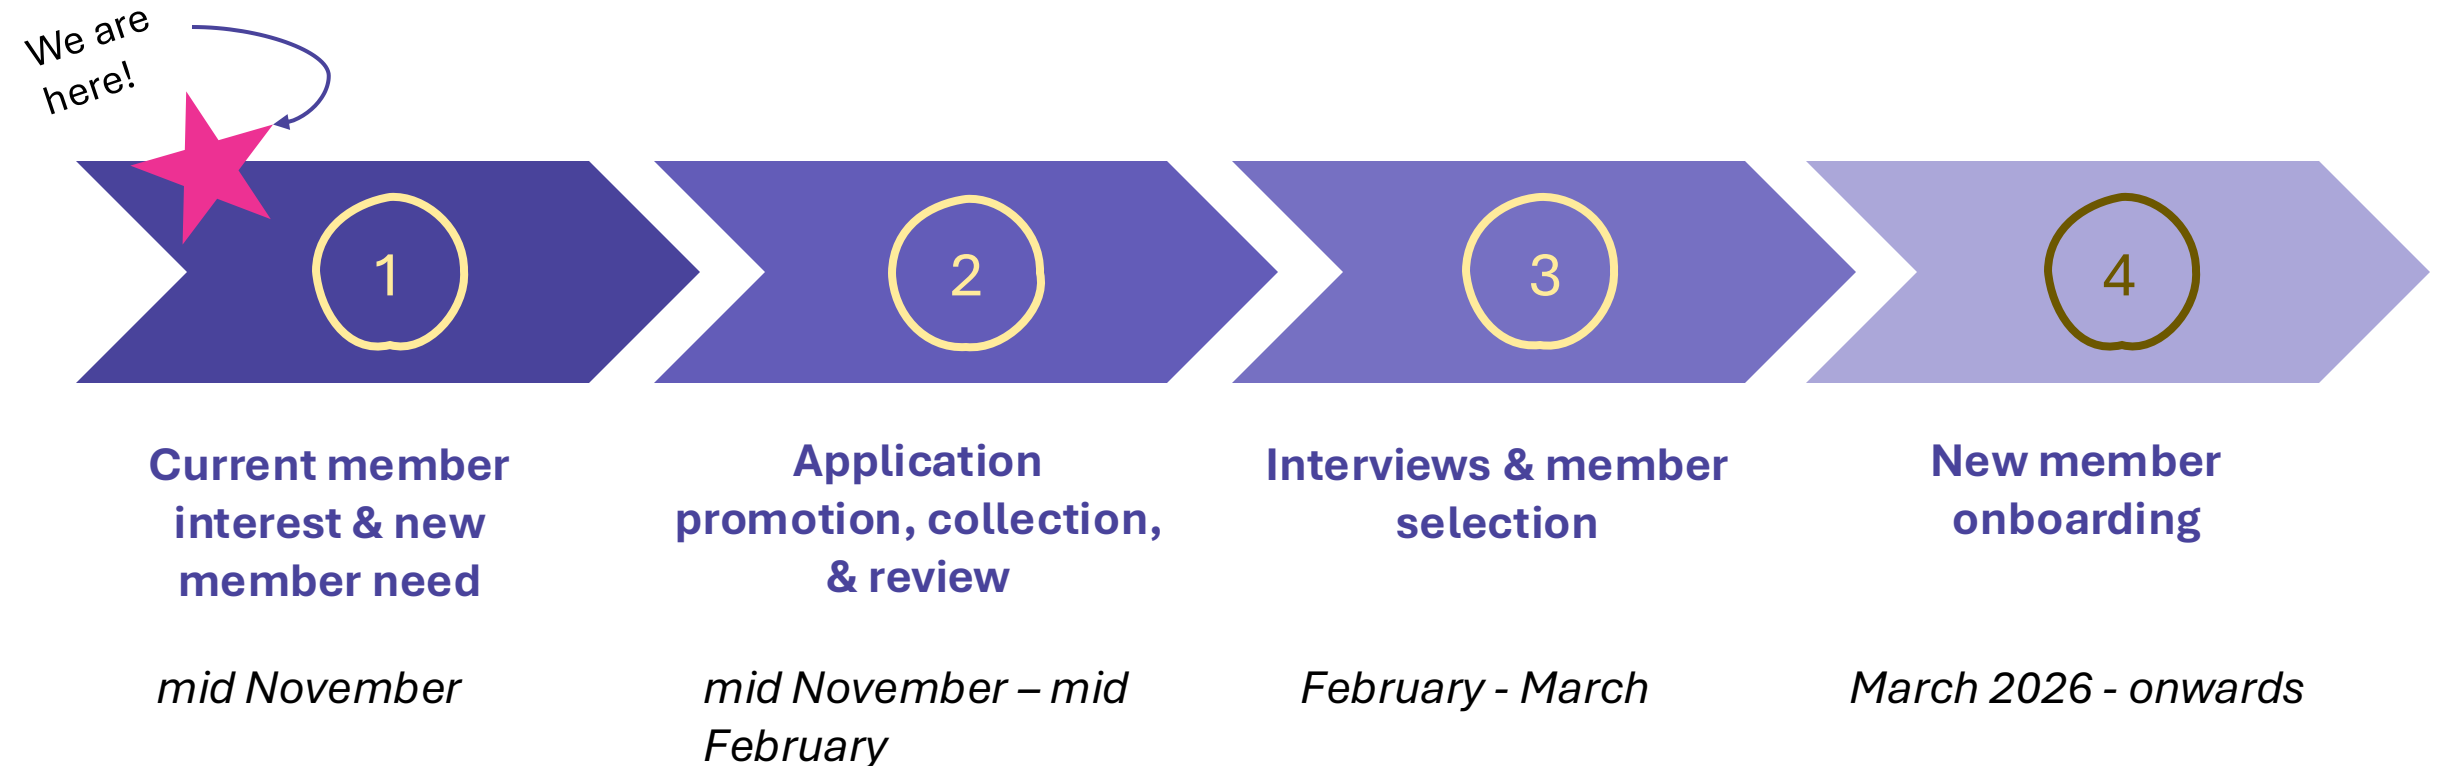 We are
here!
1
2
3
4
Current member
interest & new
member need
Application
promotion, collection,
& review
Interviews & member
selection
New member
onboarding
mid November
mid November – mid
February
February - March
March 2026 - onwards